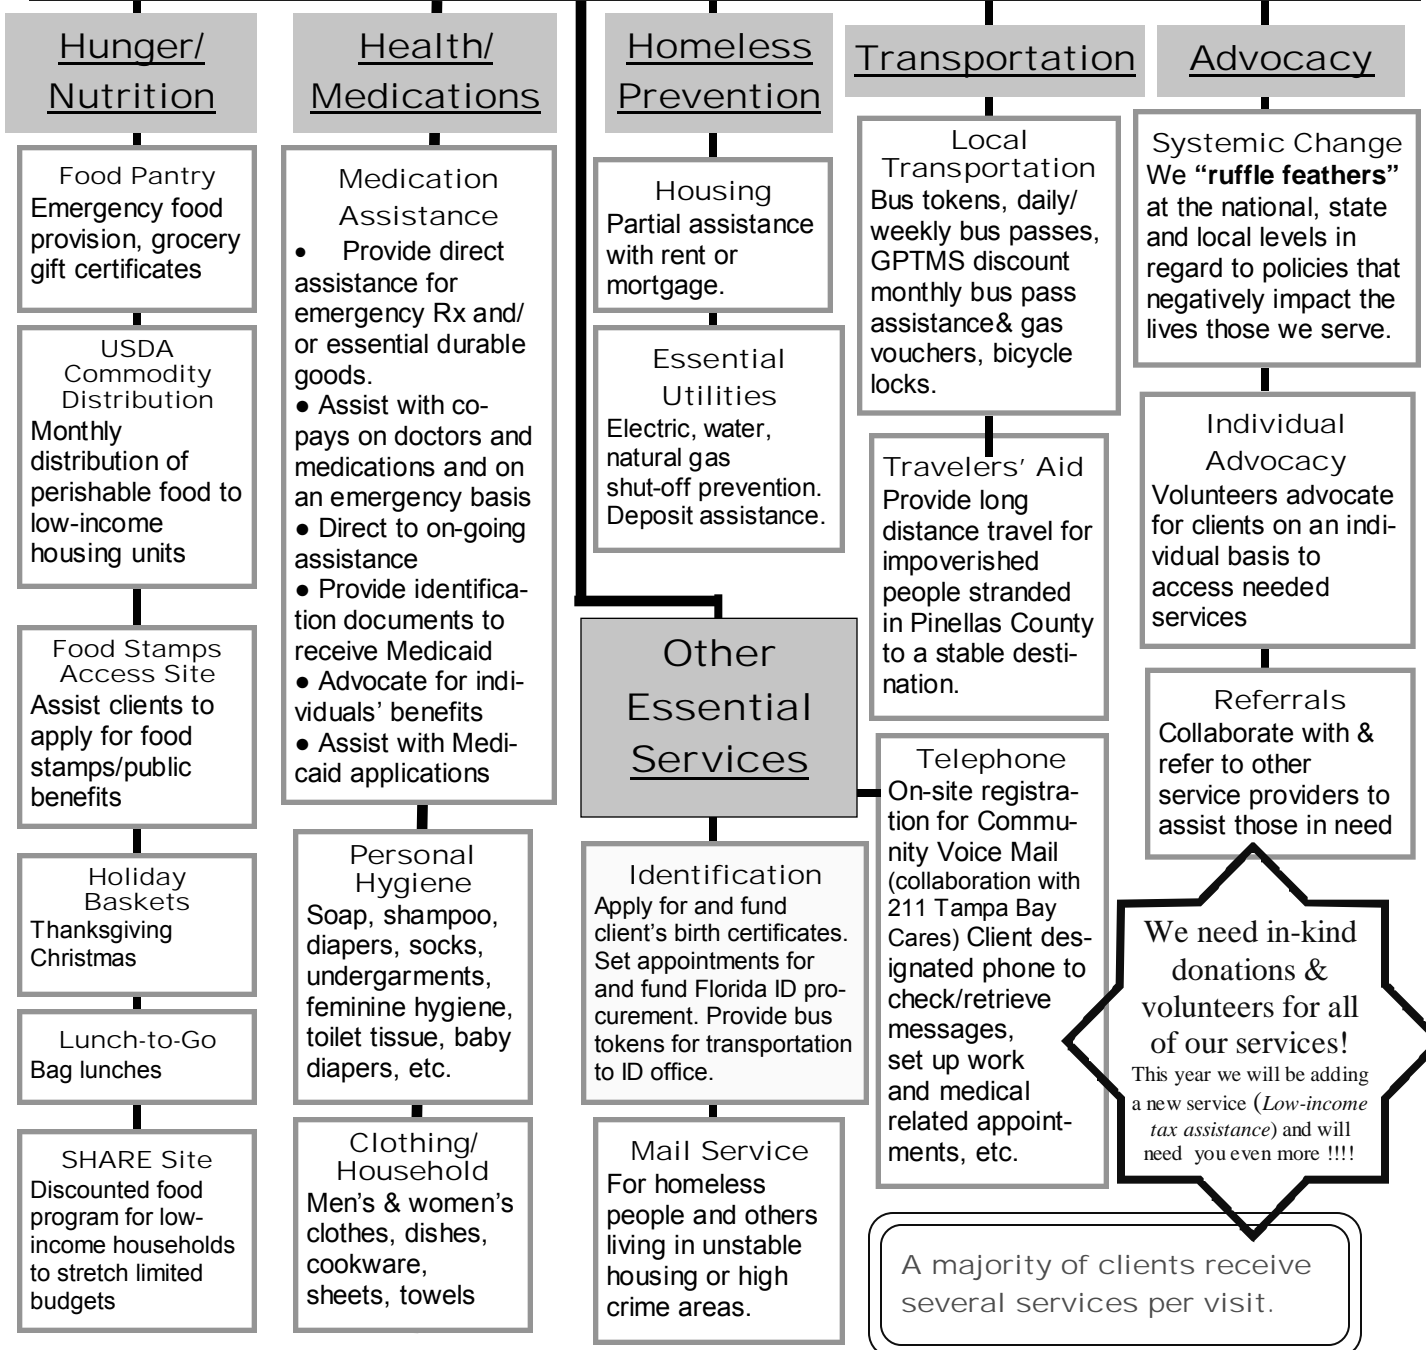 Hunger/
Nutrition
Food Pantry
Emergency food
provision, grocery
gift certificates
USDA
Commodity
Distribution
Monthly
distribution of
perishable food to
low-income
housing units
Food Stamps
Access Site
Assist clients to
apply for food
stamps/public
benefits
Holiday
Baskets
Thanksgiving
Christmas
Lunch-to-Go
Bag lunches
SHARE Site
Discounted food
program for low-
income households
to stretch limited
budgets
Health/
Medications
Medication
Assistance
• Provide direct
assistance for
emergency Rx and/
or essential durable
goods.
● Assist with co-
pays on doctors and
medications and on
an emergency basis
● Direct to on-going
assistance
● Provide identifica-
tion documents to
receive Medicaid
● Advocate for indi-
viduals’ benefits
● Assist with Medi-
caid applications
Personal
Hygiene
Soap, shampoo,
diapers, socks,
undergarments,
feminine hygiene,
toilet tissue, baby
diapers, etc.
Clothing/
Household
Men’s & women’s
clothes, dishes,
cookware,
sheets, towels
Homeless
Prevention
Housing
Partial assistance
with rent or
mortgage.
Essential
Utilities
Electric, water,
natural gas
shut-off prevention.
Deposit assistance.
Other
Essential
Services
Identification
Apply for and fund
client’s birth certificates.
Set appointments for
and fund Florida ID pro-
curement. Provide bus
tokens for transportation
to ID office.
Mail Service
For homeless
people and others
living in unstable
housing or high
crime areas.
Transportation
Local
Transportation
Bus tokens, daily/
weekly bus passes,
GPTMS discount
monthly bus pass
assistance& gas
vouchers, bicycle
locks.
Travelers’ Aid
Provide long
distance travel for
impoverished
people stranded
in Pinellas County
to a stable desti-
nation.
Telephone
On-site registra-
tion for Commu-
nity Voice Mail
(collaboration with
211 Tampa Bay
Cares) Client des-
ignated phone to
check/retrieve
messages,
set up work
and medical
related appoint-
ments, etc.
Advocacy
Systemic Change
We “ruffle feathers”
at the national, state
and local levels in
regard to policies that
negatively impact the
lives those we serve.
Individual
Advocacy
Volunteers advocate
for clients on an indi-
vidual basis to
access needed
services
Referrals
Collaborate with &
refer to other
service providers to
assist those in need
We need in-kind
donations &
volunteers for all
of our services!
This year we will be adding
a new service (Low-income
tax assistance) and will
need you even more !!!!
A majority of clients receive
several services per visit.